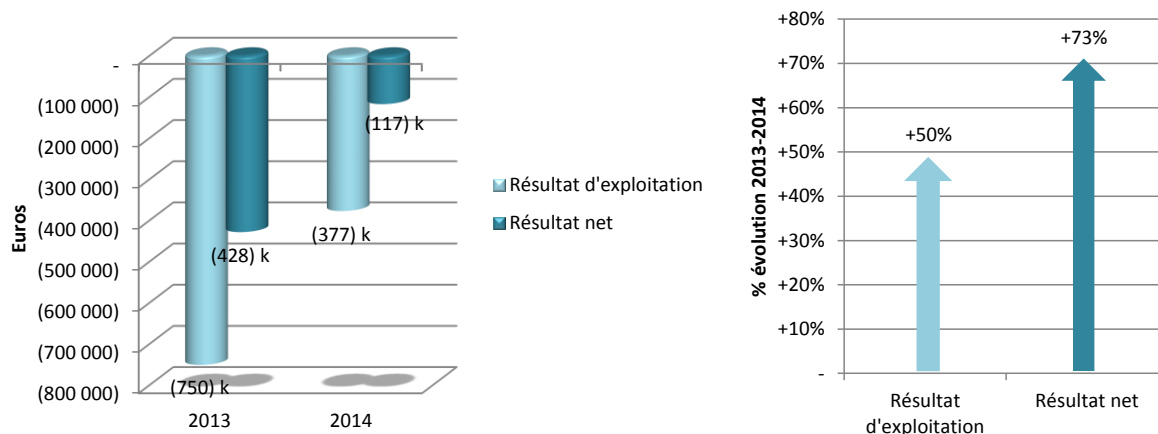 -
(100 000)
(200 000)
(300 000)
(400 000)
(500 000)
(600 000)
(700 000)
(800 000)
Euros
(750) k
(428) k
(377) k
(117) k
2013
2014
Résultat d'exploitation
Résultat net
+80%
+70%
+60%
+50%
+40%
+30%
+20%
+10%
-
% évolution 2013-2014
+50%
+73%
Résultat
d'exploitation
Résultat net